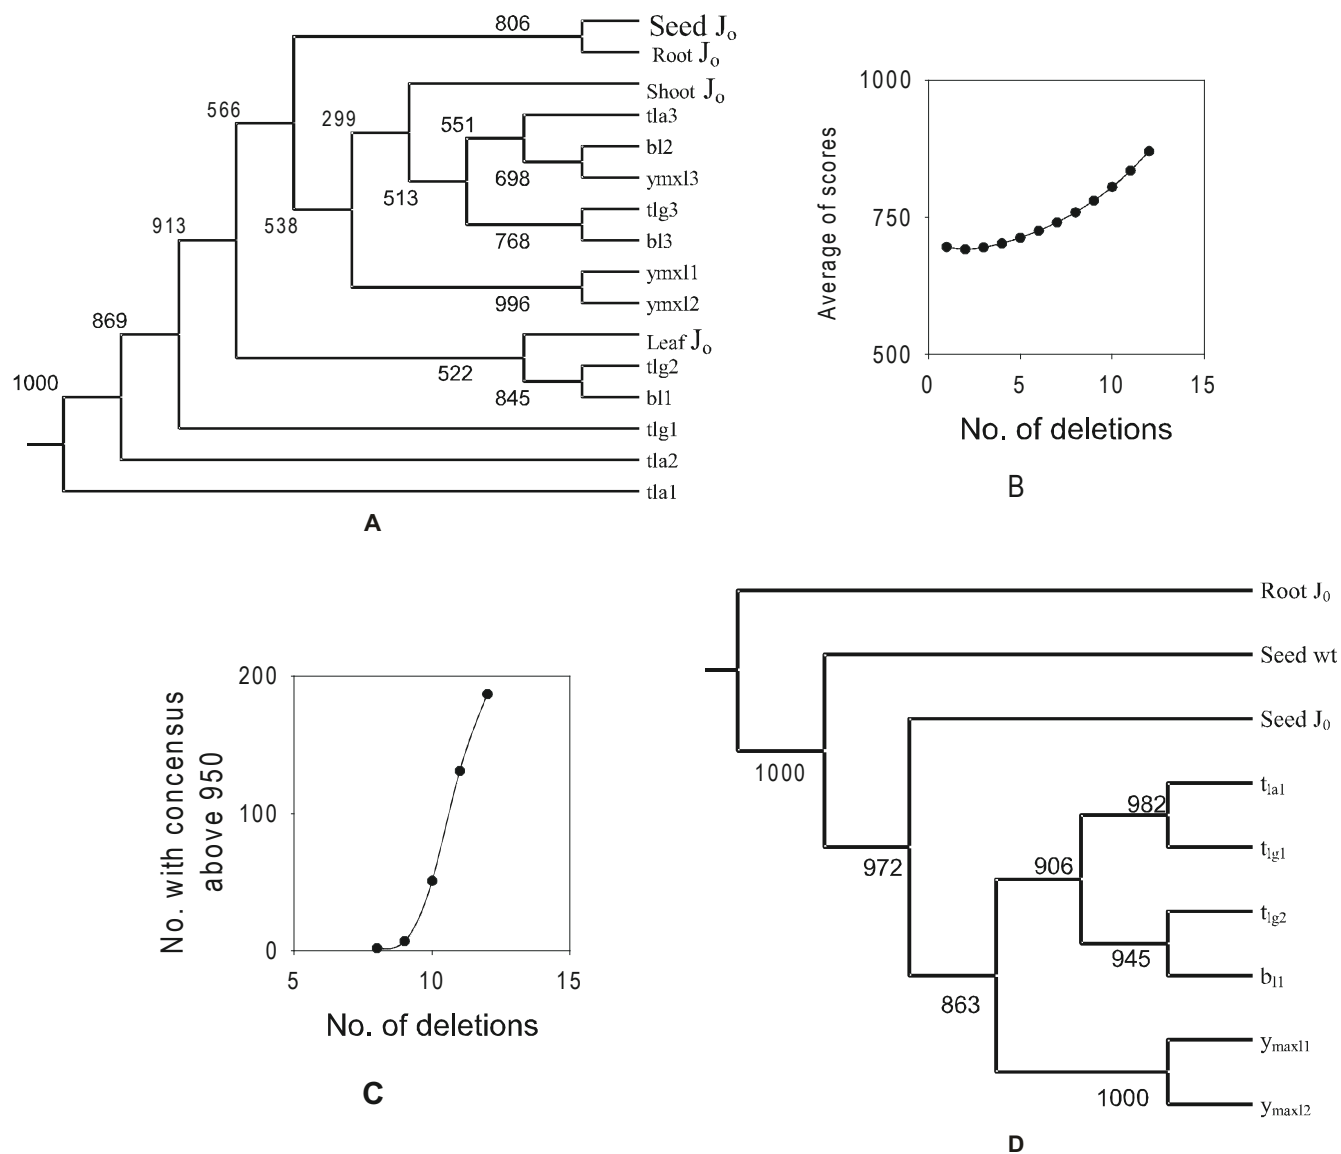 806
Seed Jo
Root Jo
Shoot Jo
566
299
551
tla3
bl2
698
ymxl3
513
tlg3
913
538
768
bl3
ymxl1
996
ymxl2
869
Leaf Jo
522
tlg2
1000
845
bl1
tlg1
tla2
tla1
A
1000
750
500
Average of scores
0
5
10
15
No. of deletions
B
200
100
0
No. with concensus
above 950
5
10
15
No. of deletions
C
Root J0
Seed wt
Seed J0
1000
tla1
982
972
906
tlg1
tlg2
945
bl1
863
ymaxl1
1000
ymaxl2
D